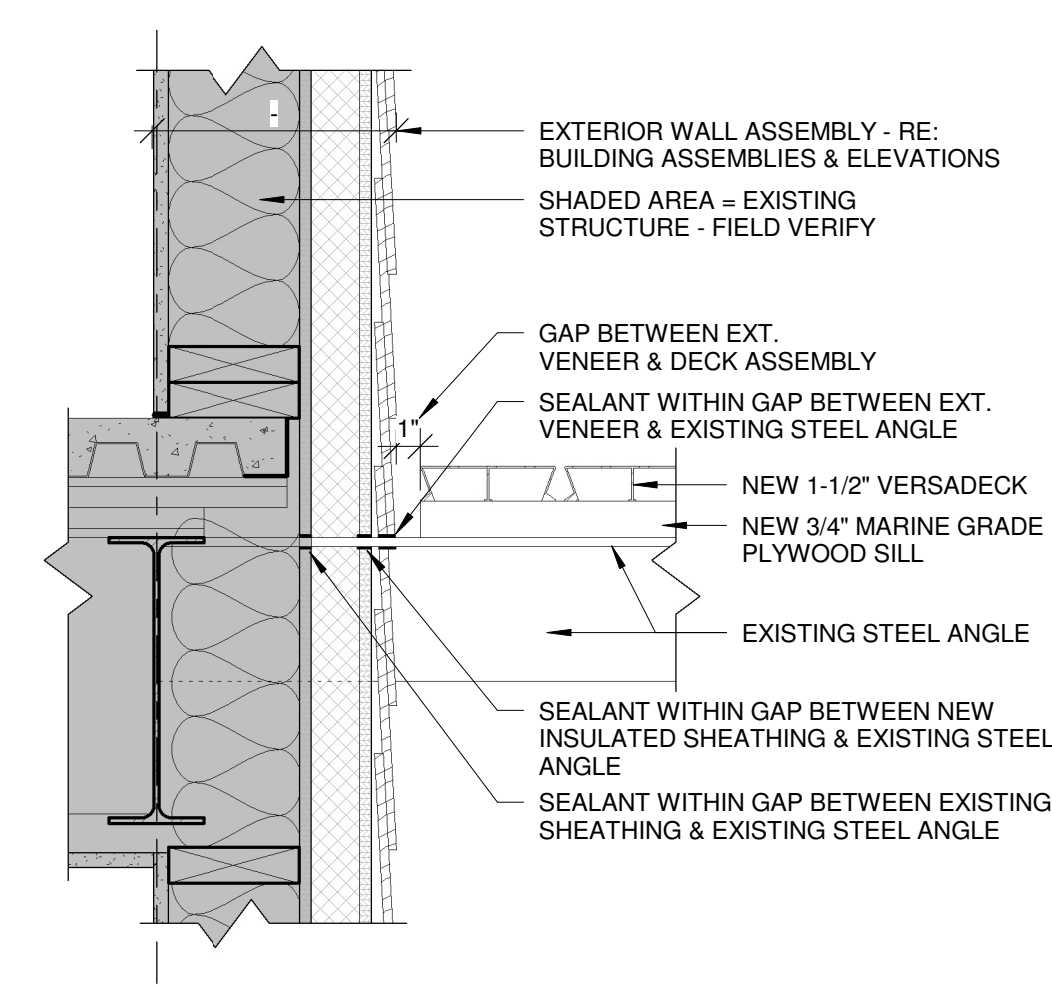 EXTERIOR WALL ASSEMBLY - RE:
BUILDING ASSEMBLIES & ELEVATIONS
SHADED AREA = EXISTING
STRUCTURE - FIELD VERIFY
GAP BETWEEN EXT.
VENEER & DECK ASSEMBLY
SEALANT WITHIN GAP BETWEEN EXT.
VENEER & EXISTING STEEL ANGLE
1"
NEW 1-1/2" VERSADECK
NEW 3/4" MARINE GRADE
PLYWOOD SILL
EXISTING STEEL ANGLE
SEALANT WITHIN GAP BETWEEN NEW
INSULATED SHEATHING & EXISTING STEEL
ANGLE
SEALANT WITHIN GAP BETWEEN EXISTING
SHEATHING & EXISTING STEEL ANGLE